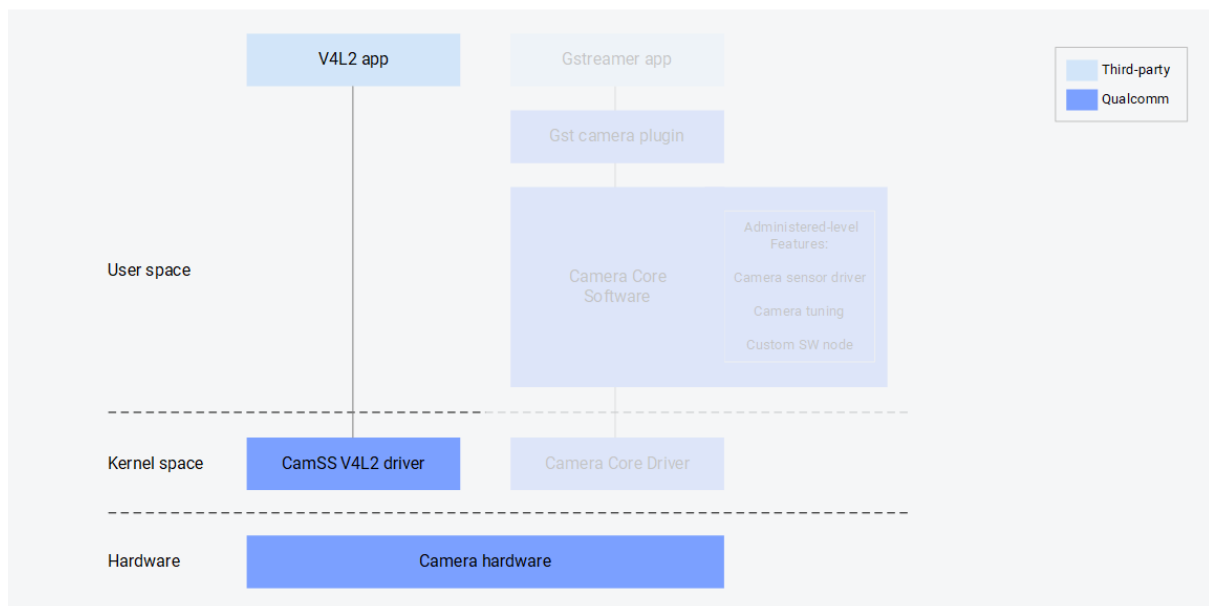 V4L2 app
Gstreamer app
Third-party
Qualcomm
Gst camera plugin
User space
Camera Core
Software
Administered-level
Features:
Camera sensor driver
Camera tuning
Custom SW node
Kernel space
CamSS V4L2 driver
Camera Core Driver
Hardware
Camera hardware